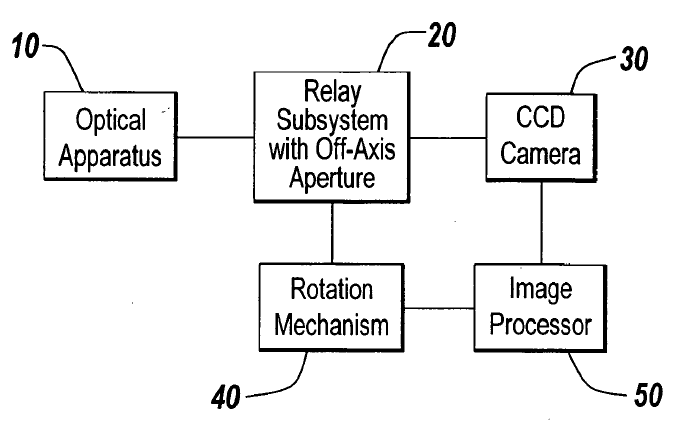 10
20
30
Optical
Apparatus
Relay
Subsystem
with Off-Axis
Aperture
CCD
Camera
Rotation
Mechanism
Image
Processor
40
50